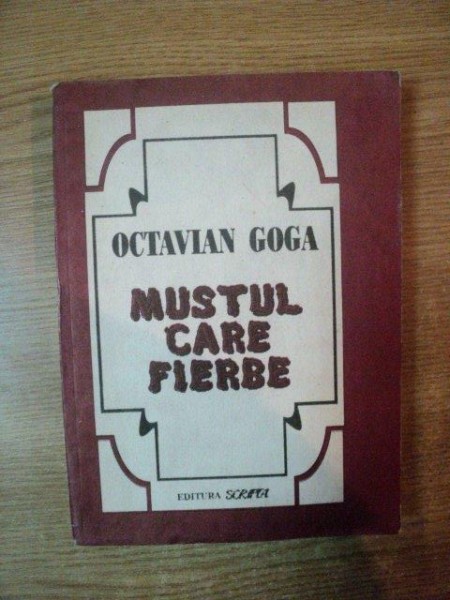 OCTAVIAN GOGA
MUSTUL
CARE
FIERBE
EDITURA SCRIPTA